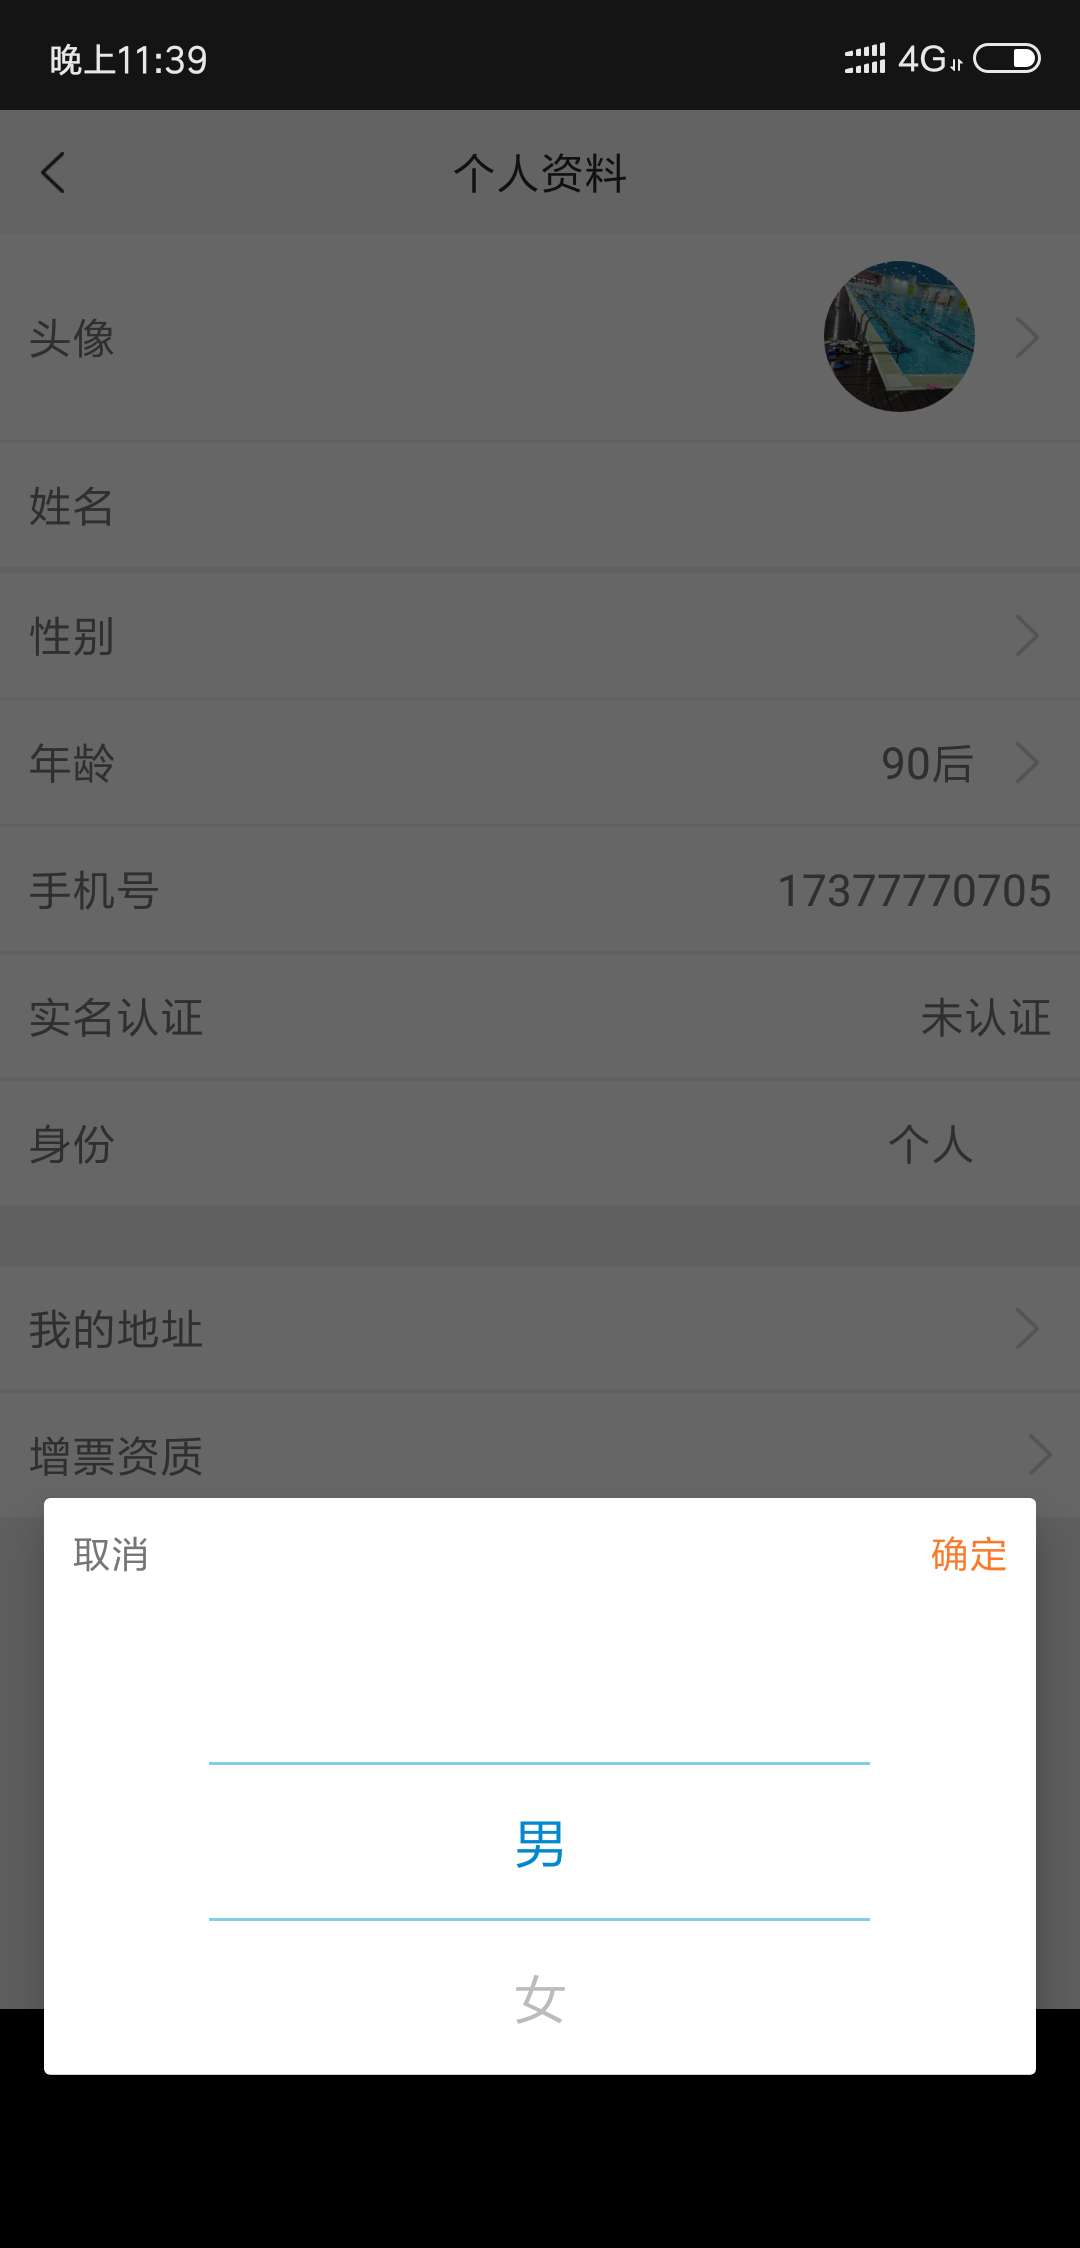 晚上11:39 4G
个人资料
头像
姓名
性别
年龄 90后
手机号 17377770705
实名认证 未认证
身份 个人
我的地址
增票资质
取消 确定
男
女